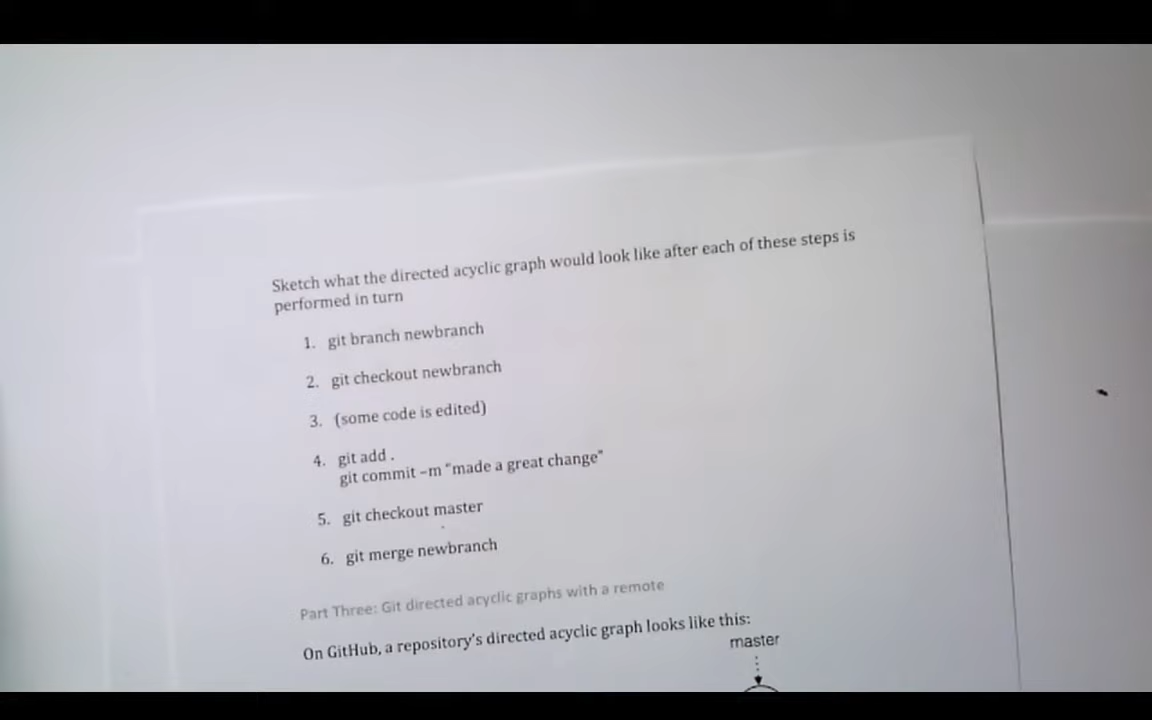 Sketch what the directed acyclic graph would look like after each of these steps is
performed in turn
1. git branch newbranch
2. git checkout newbranch
3. (some code is edited)
4. git add .
git commit –m “made a great change”
5. git checkout master
6. git merge newbranch
Part Three: Git directed acyclic graphs with a remote
On GitHub, a repository’s directed acyclic graph looks like this:
master